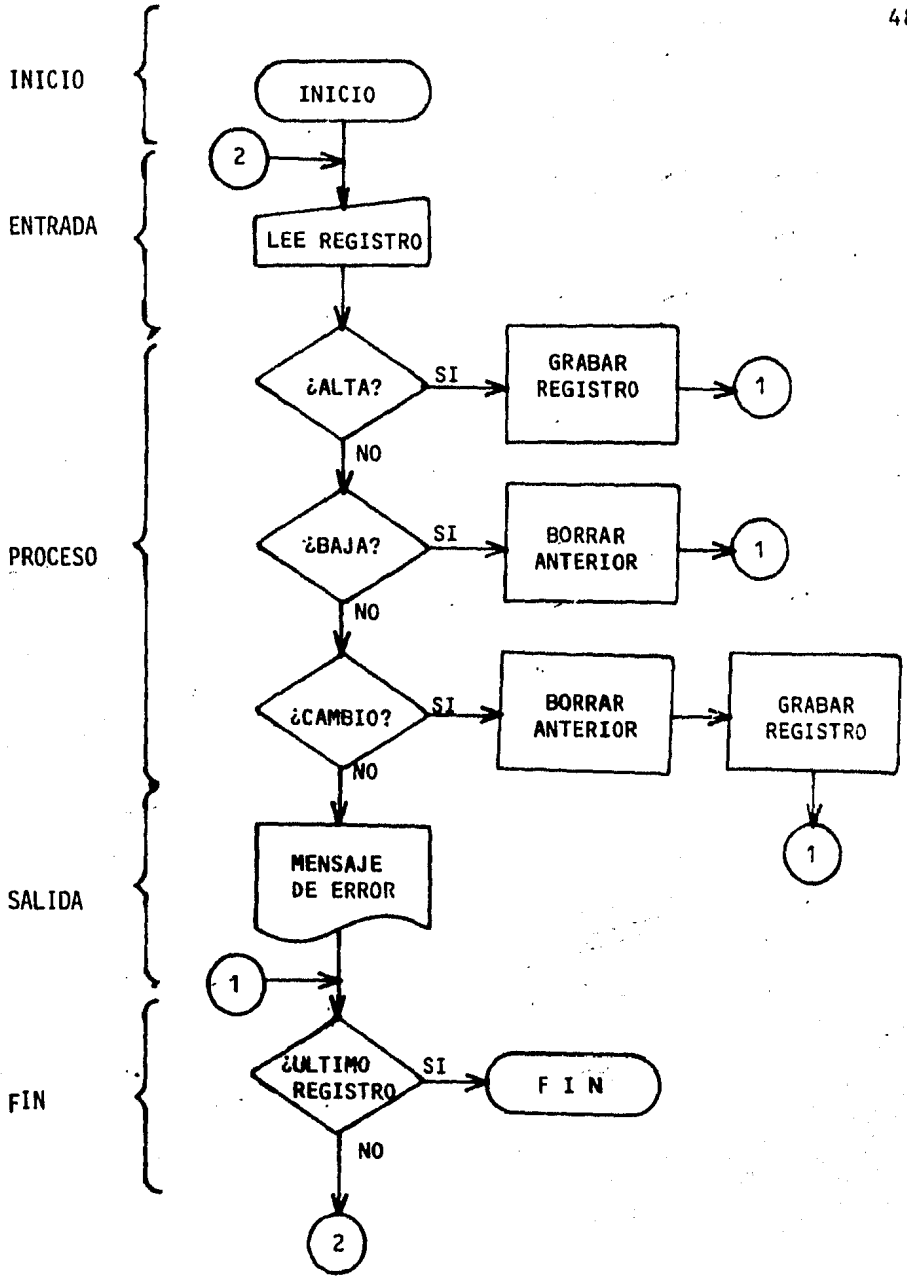 48
INICIO
INICIO
2
ENTRADA
LEE REGISTRO
¿ALTA?
SI
GRABAR
REGISTRO
1
NO
¿BAJA?
SI
BORRAR
ANTERIOR
1
NO
PROCESO
¿CAMBIO?
SI
BORRAR
ANTERIOR
GRABAR
REGISTRO
NO
1
MENSAJE
DE ERROR
SALIDA
1
¿ULTIMO
REGISTRO
SI
F I N
FIN
NO
2